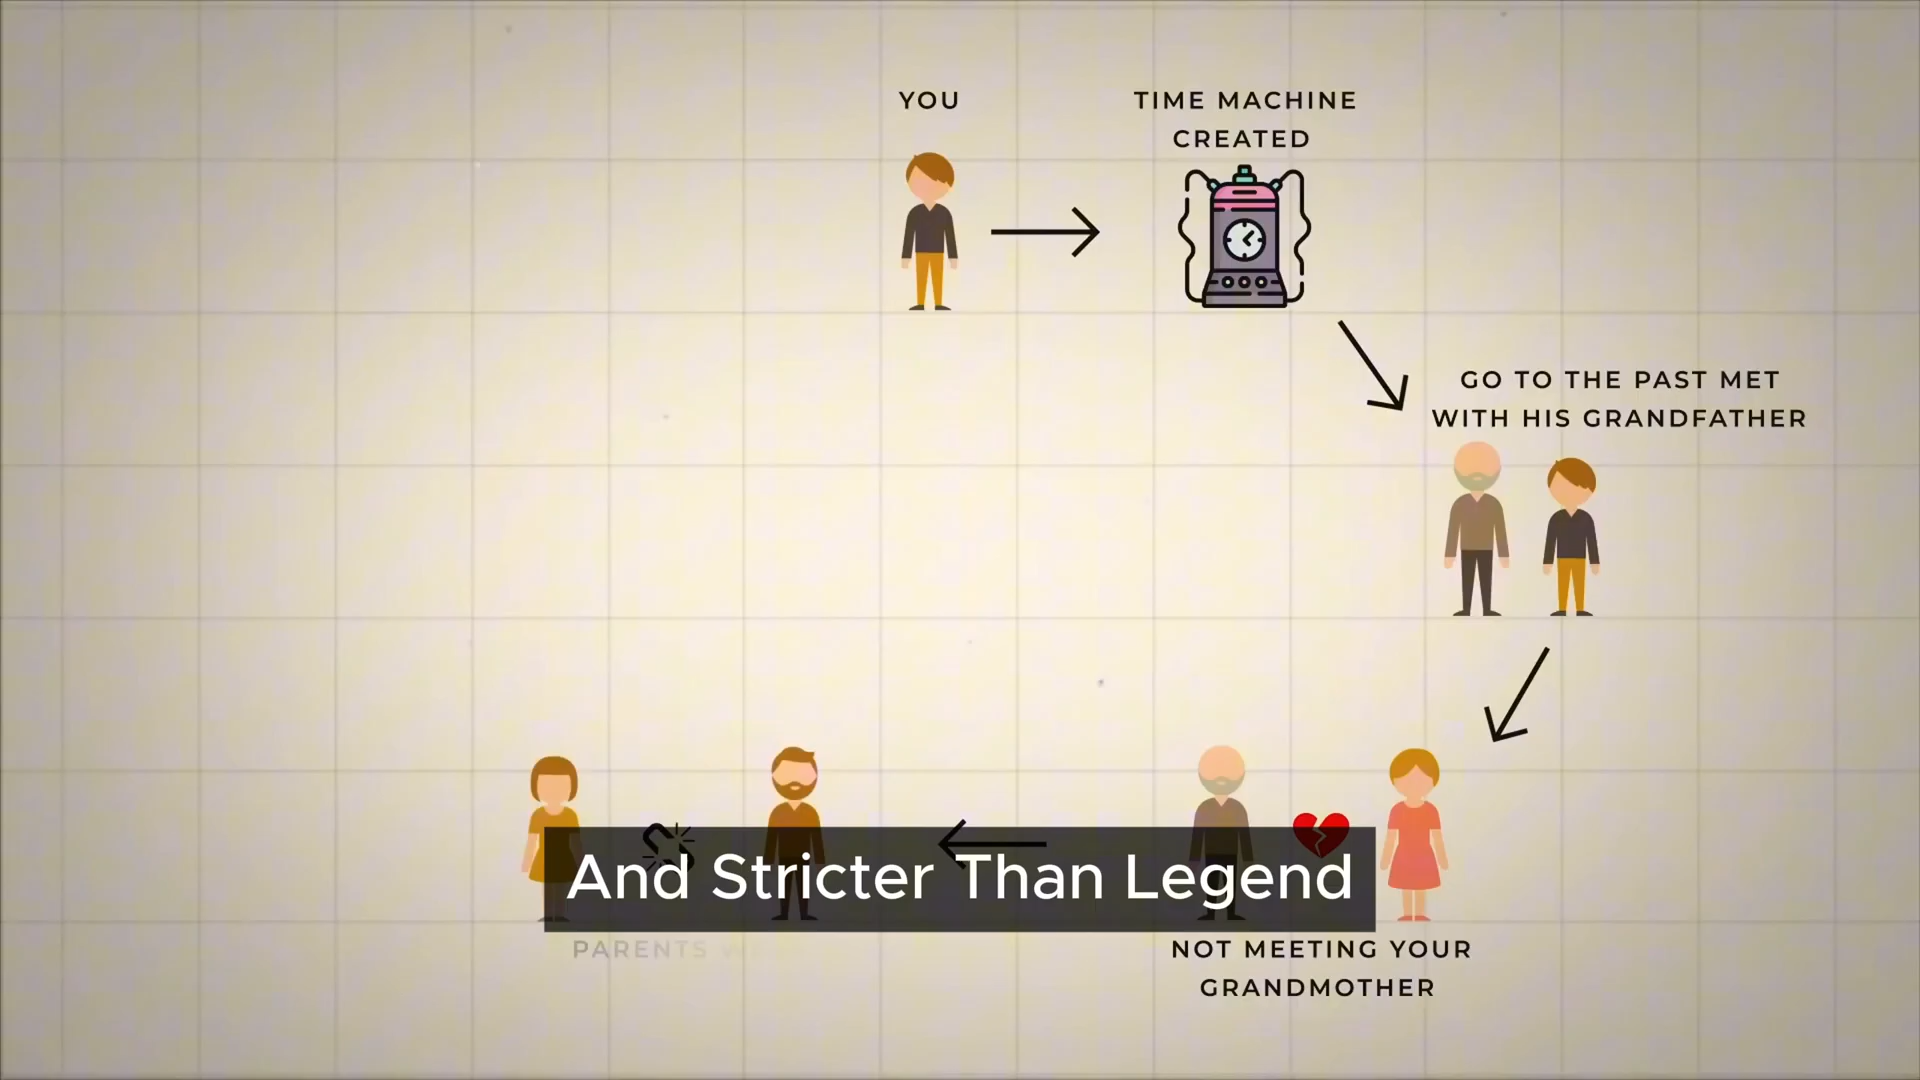 YOU
TIME MACHINE
CREATED
GO TO THE PAST MET
WITH HIS GRANDFATHER
And Stricter Than Legend
PARENTS
NOT MEETING YOUR
GRANDMOTHER